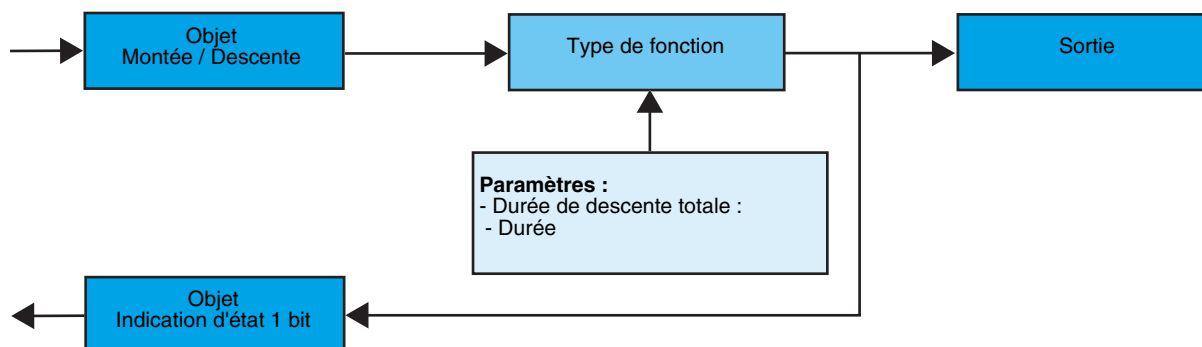 Objet
Montée / Descente
Type de fonction
Sortie
Paramètres :
- Durée de descente totale :
- Durée
Objet
Indication d'état 1 bit